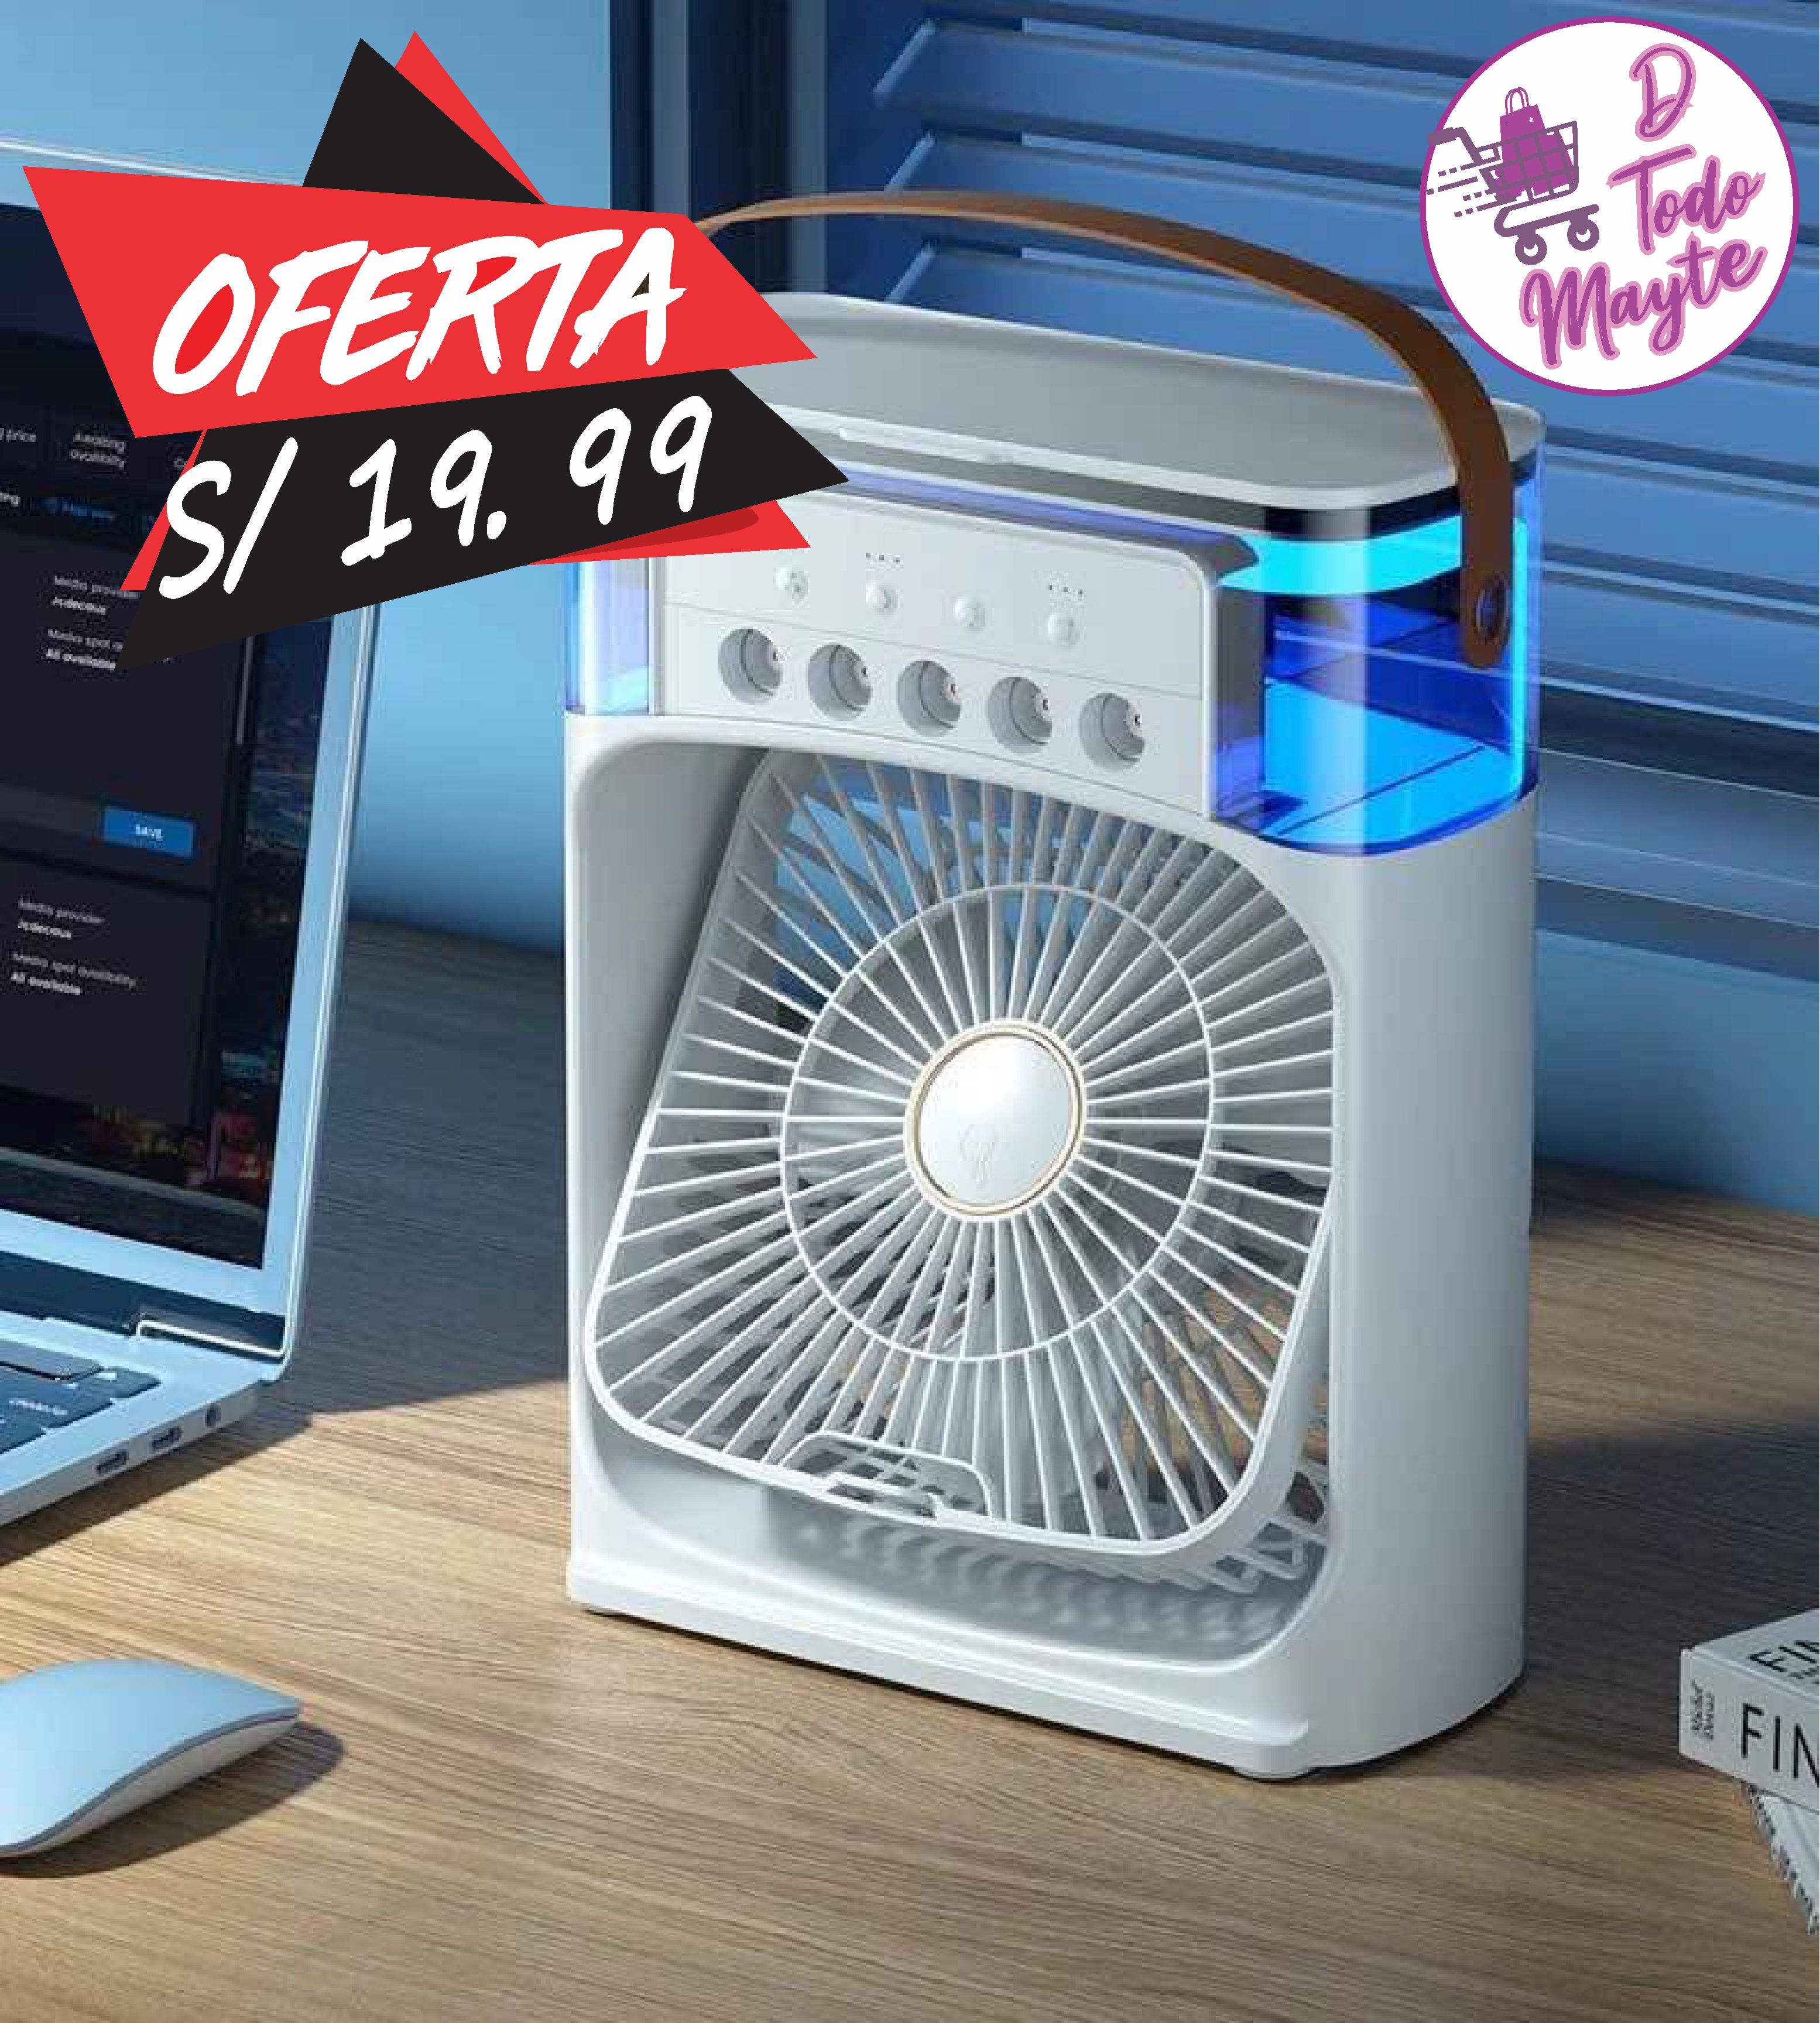 OFERTA
S/ 19. 99
D
Todo
Mayte
price
Awaiting
availability
Media provider
Jcdecaux
Media spot
All available
SAVE
Media provider
Jcdecaux
Media spot availability
All available
FIN